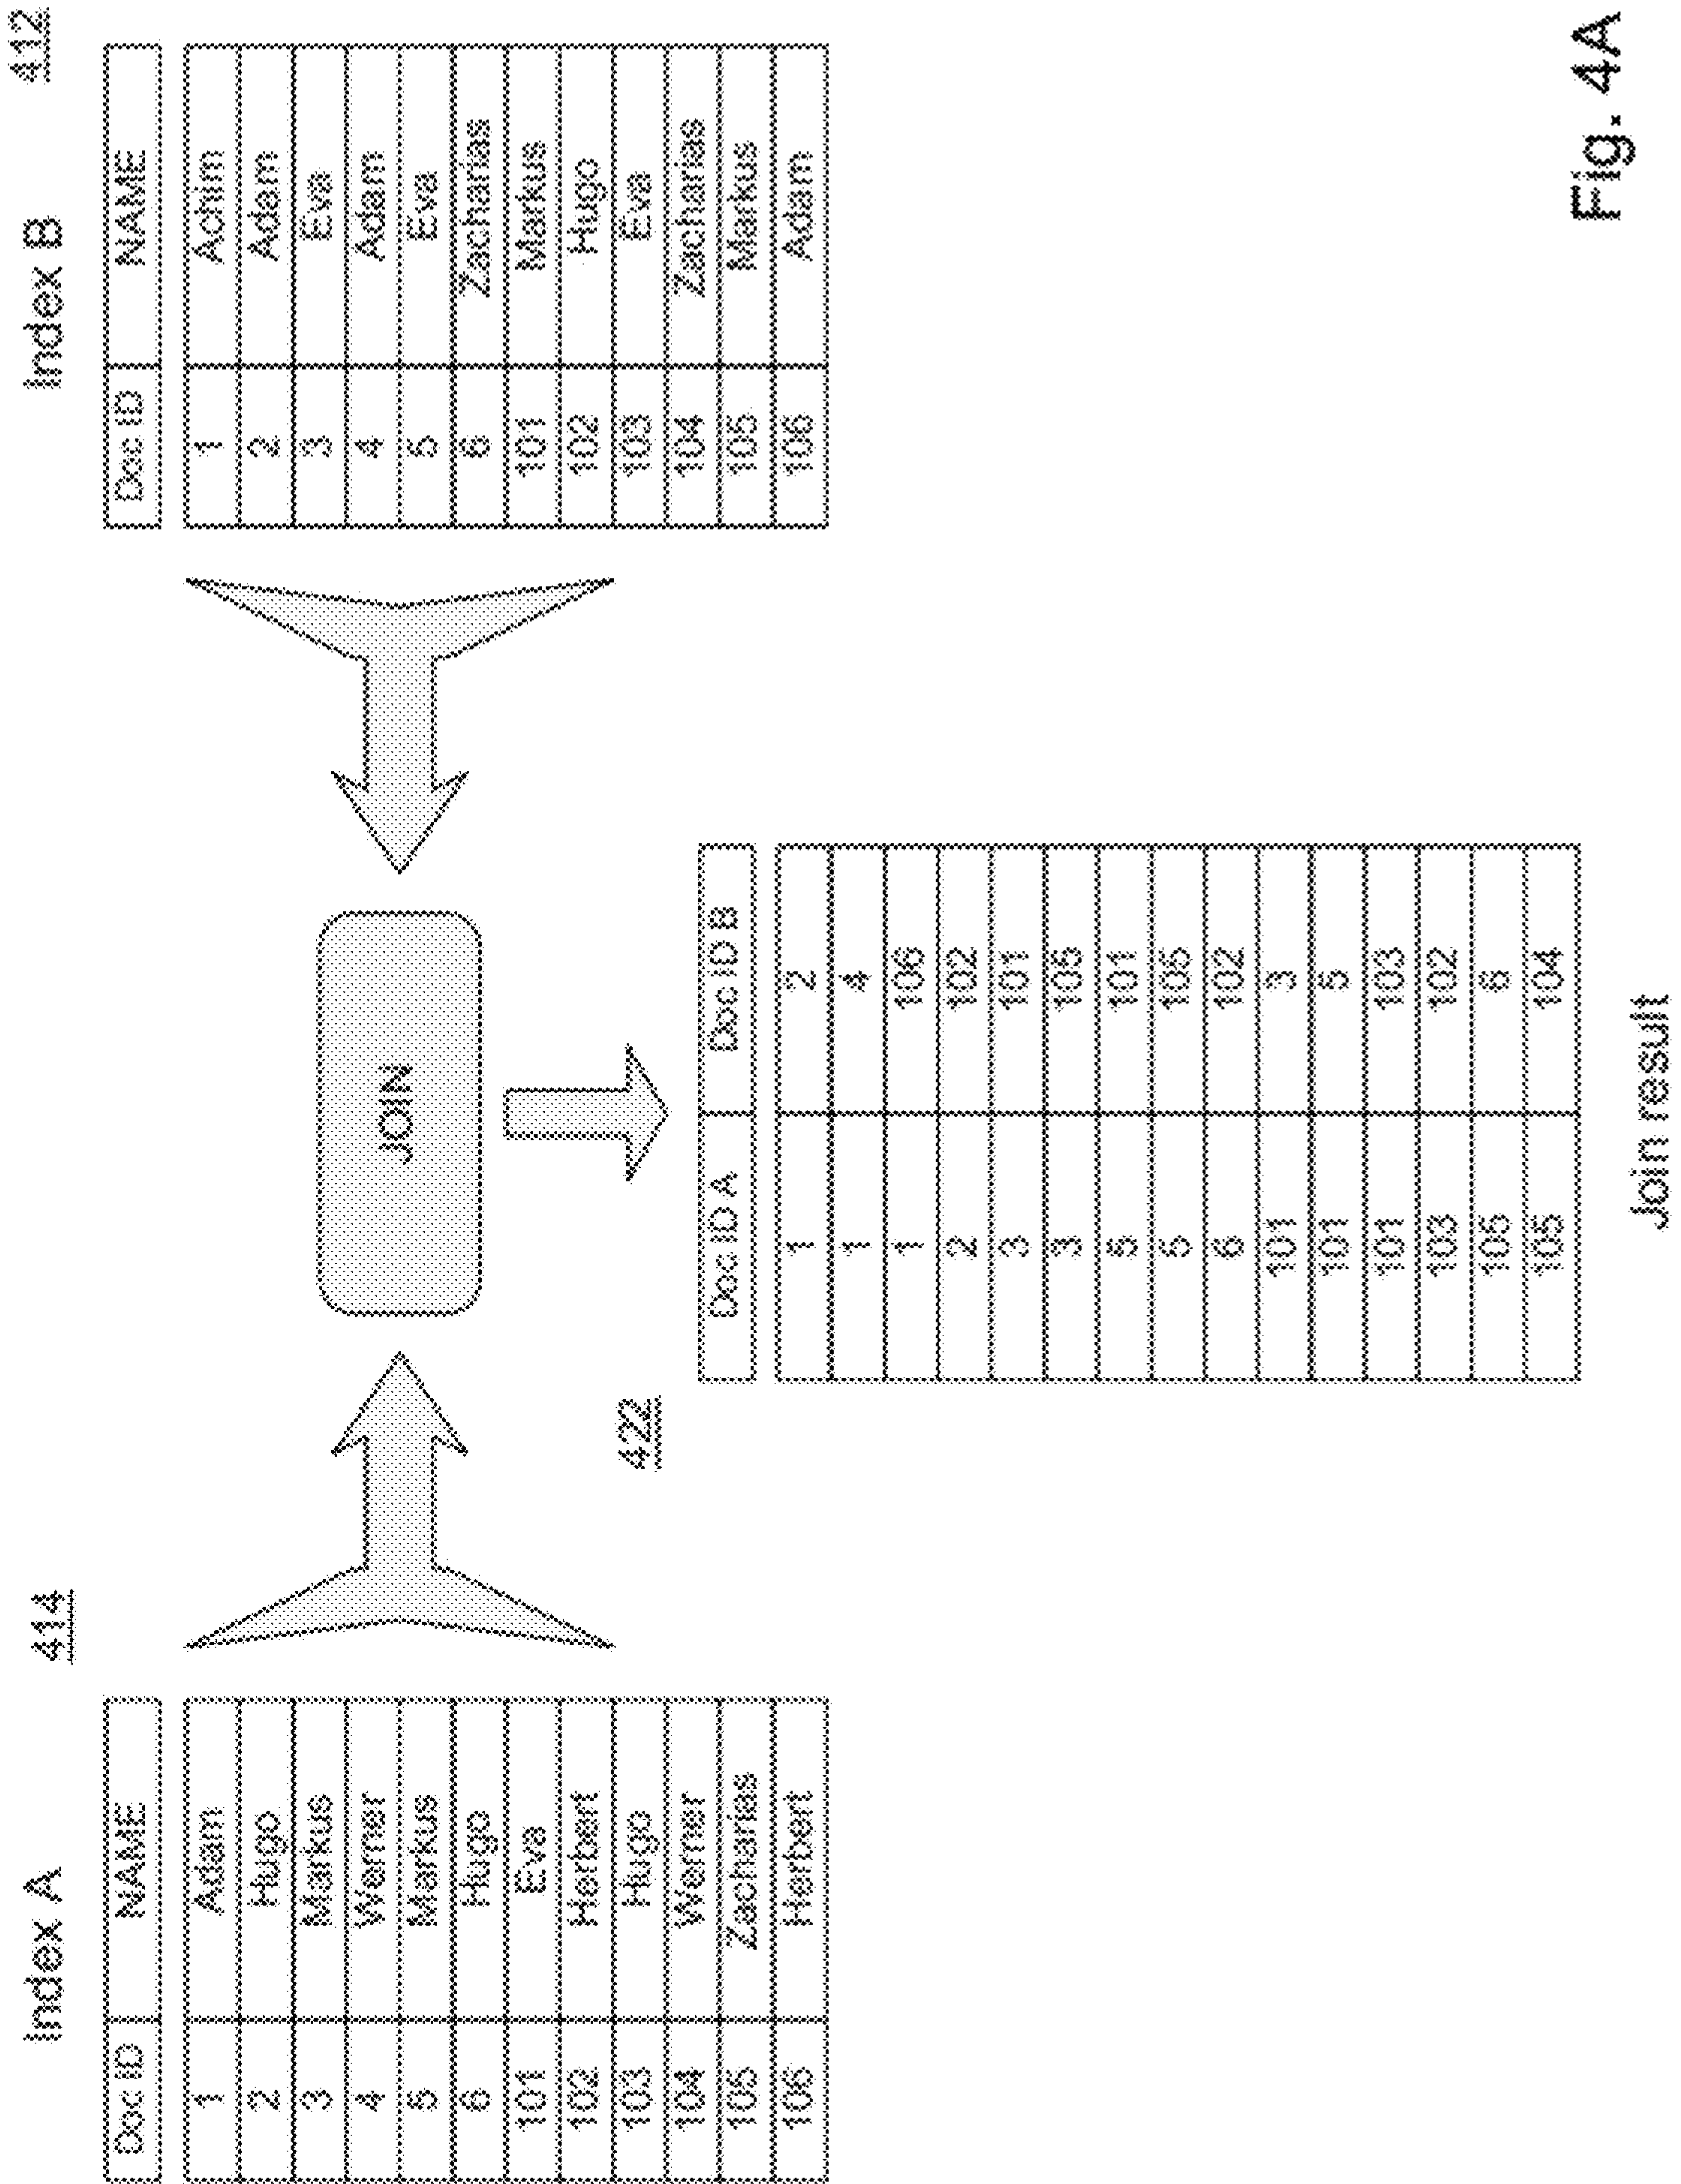 Index A
414
Doc ID NAME
1 Adam
2 Hugo
3 Markus
4 Werner
5 Markus
6 Hugo
101 Eva
102 Herbert
103 Hugo
104 Werner
105 Zacharias
106 Herbert
JOIN
Index B
412
Doc ID NAME
1 Achim
2 Adam
3 Eva
4 Adam
5 Eva
6 Zacharias
101 Markus
102 Hugo
103 Eva
104 Zacharias
105 Markus
106 Adam
422
Doc ID A Doc ID B
1 2
1 4
1 106
2 102
3 101
3 105
5 101
5 105
6 102
101 3
101 5
101 103
103 102
105 6
105 104
Join result
Fig. 4A